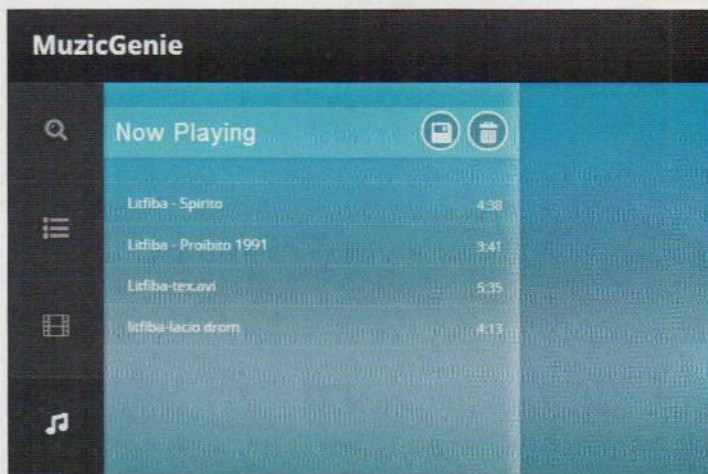 MuzicGenie
Now Playing
Litfiba - Spirito 4:38
Litfiba - Proibito 1991 3:41
Litfiba-tex.avi 5:35
litfiba-lacio drom 4:13